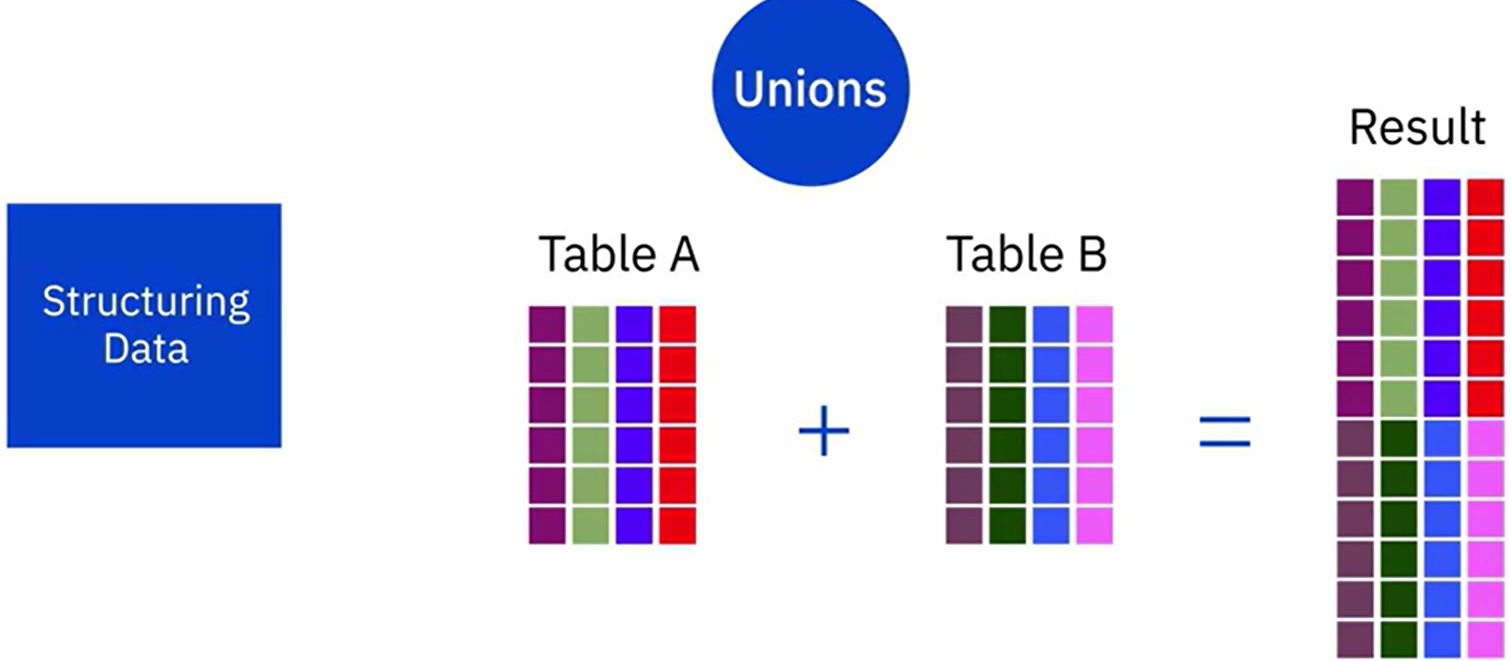 Unions
Result
Table A
Table B
Structuring
Data
+
=